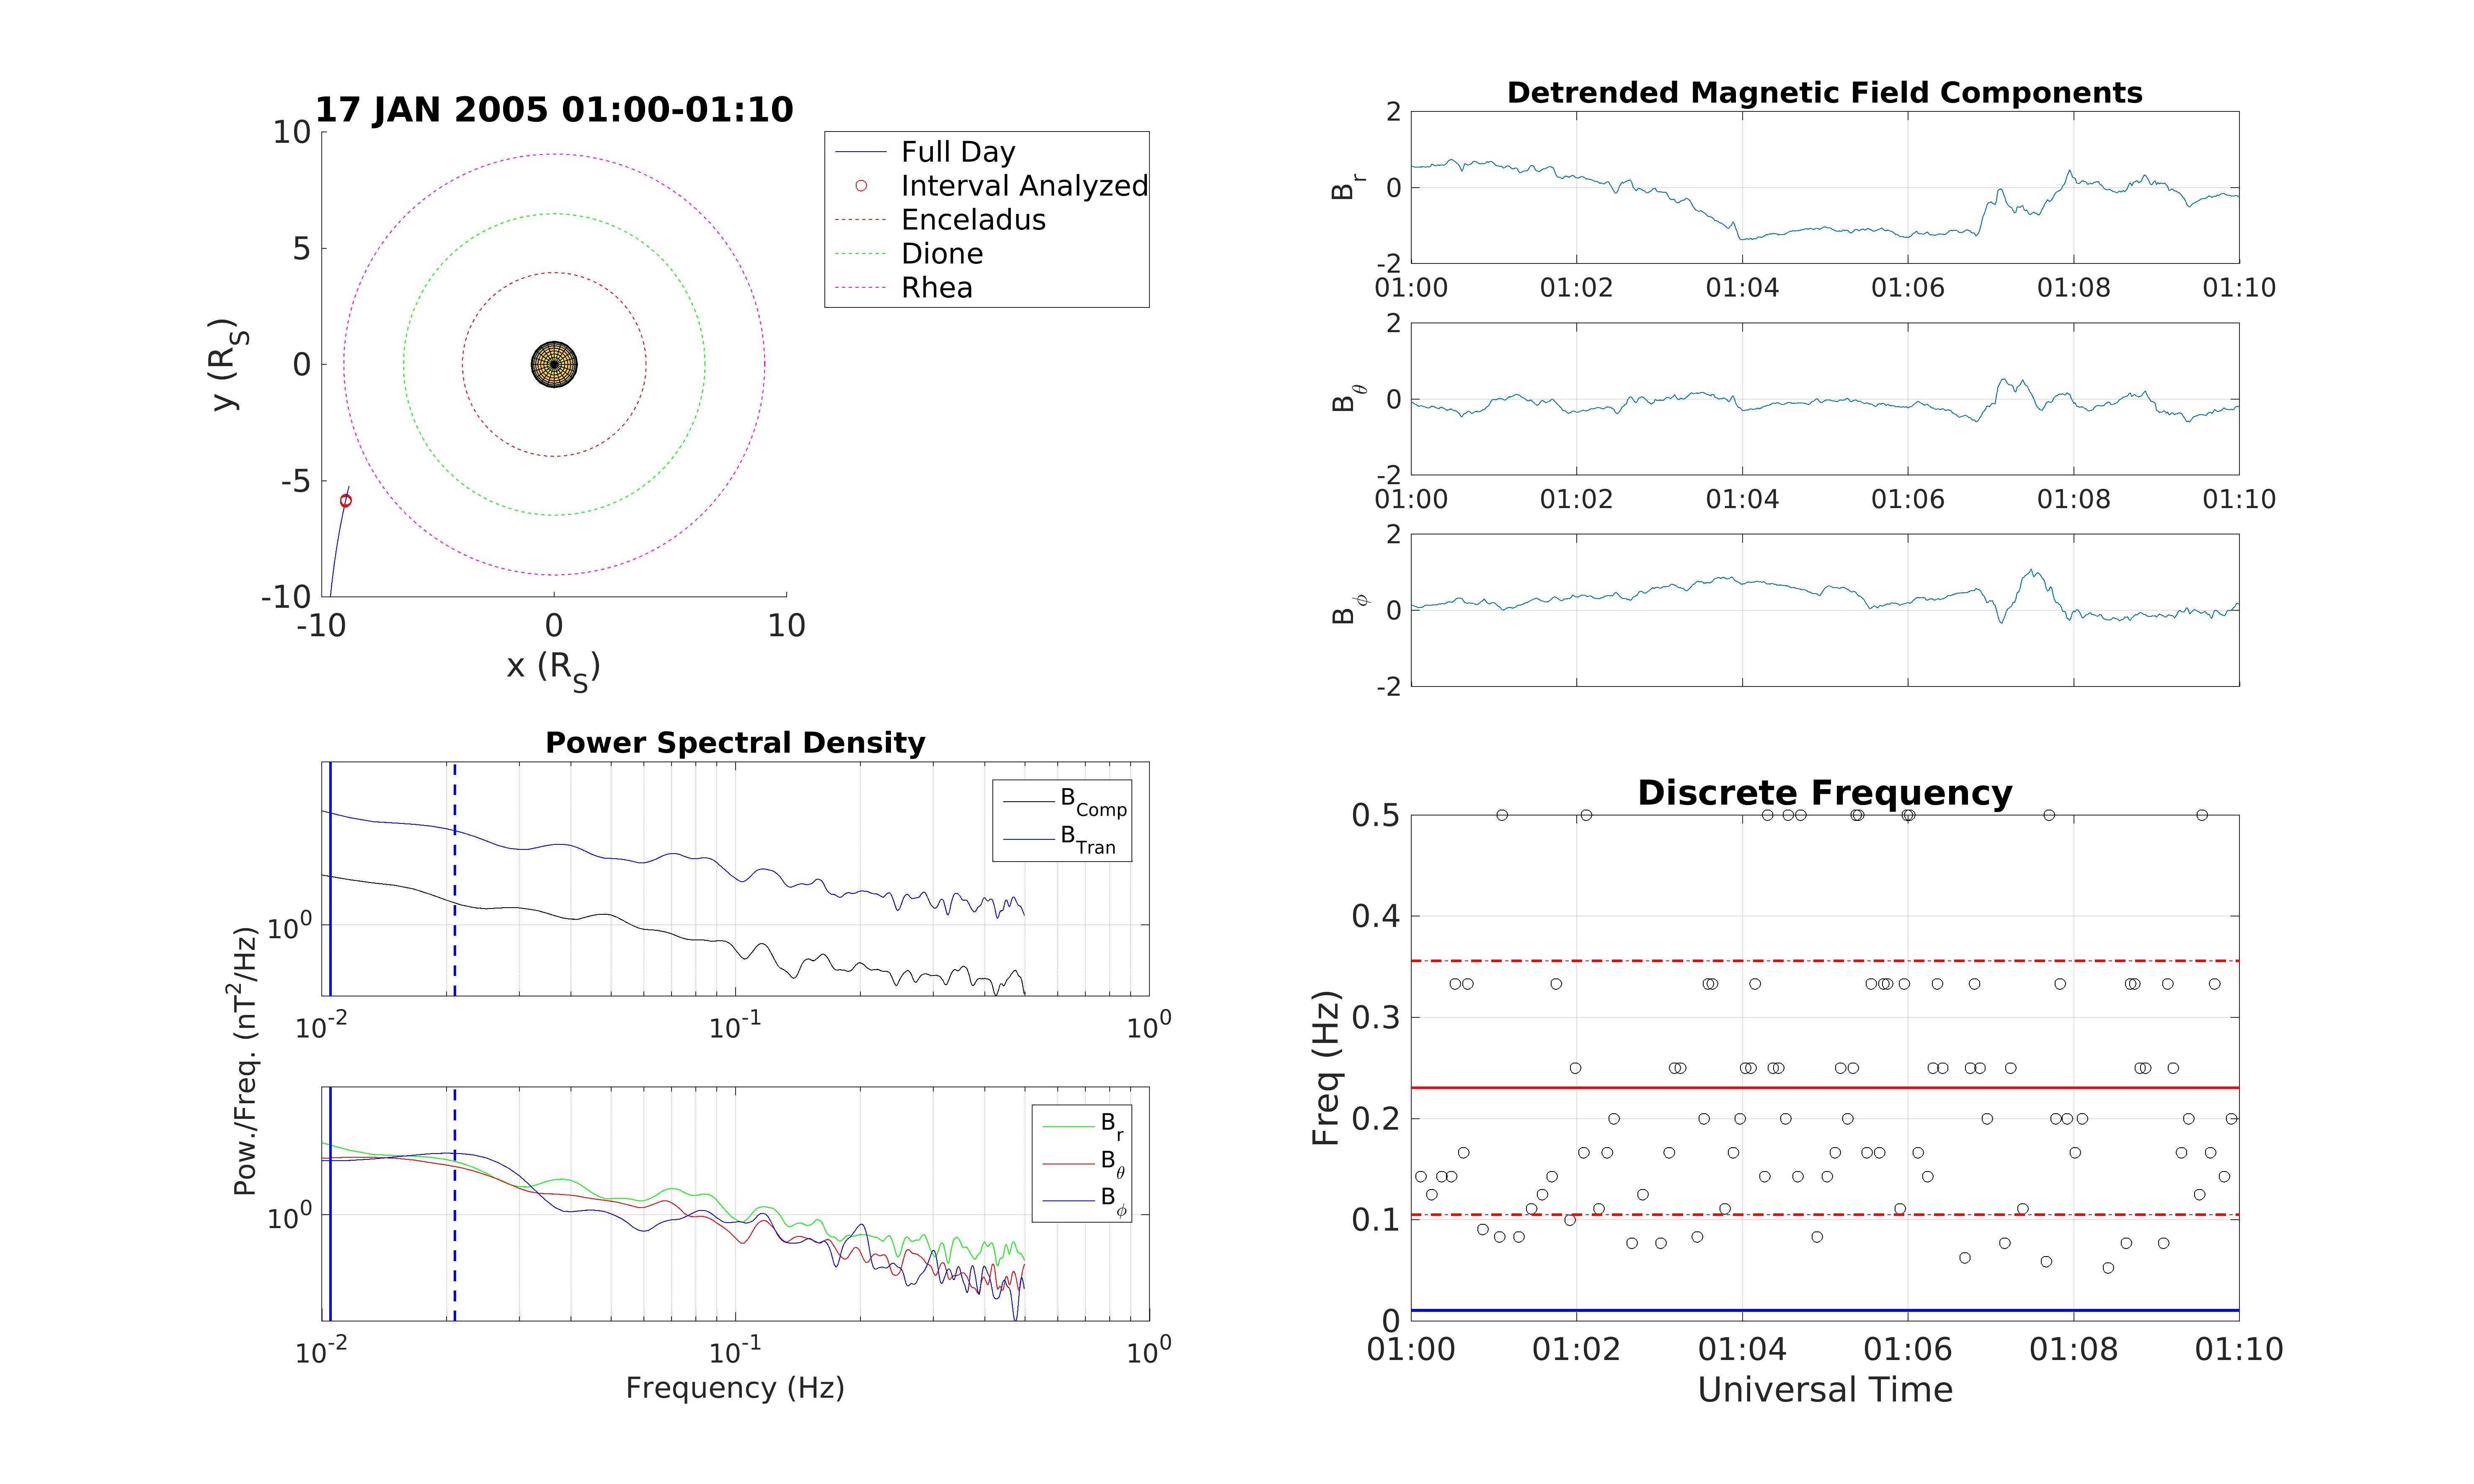 17 JAN 2005 01:00-01:10
10
5
0
-5
-10
y (R_S)
-10 0 10
x (R_S)
Full Day
Interval Analyzed
Enceladus
Dione
Rhea
Detrended Magnetic Field Components
2
0
-2
B_r
01:00 01:02 01:04 01:06 01:08 01:10
2
0
-2
B_θ
01:00 01:02 01:04 01:06 01:08 01:10
2
0
-2
B_ϕ
Power Spectral Density
B_Comp
B_Tran
10^0
10^-2 10^-1 10^0
Pow./Freq. (nT^2/Hz)
B_r
B_θ
B_ϕ
10^0
10^-2 10^-1 10^0
Frequency (Hz)
Discrete Frequency
0.5
0.4
0.3
0.2
0.1
0
Freq (Hz)
01:00 01:02 01:04 01:06 01:08 01:10
Universal Time